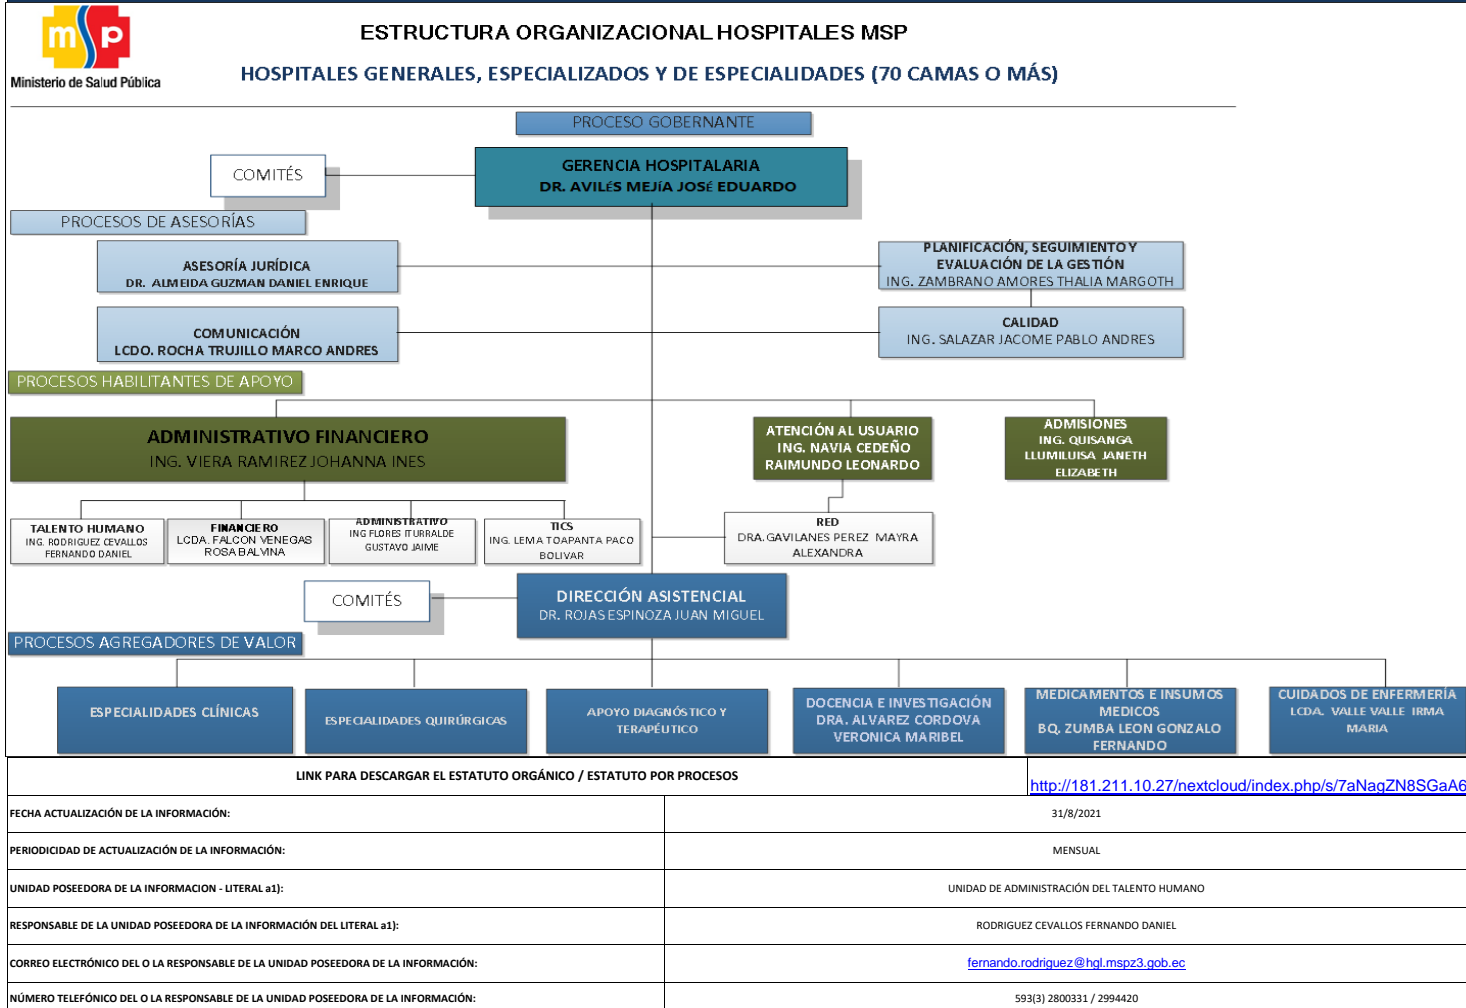 msp
Ministerio de Salud Pública
ESTRUCTURA ORGANIZACIONAL HOSPITALES MSP
HOSPITALES GENERALES, ESPECIALIZADOS Y DE ESPECIALIDADES (70 CAMAS O MÁS)
PROCESO GOBERNANTE
COMITÉS
GERENCIA HOSPITALARIA
DR. AVILÉS MEJÍA JOSÉ EDUARDO
PROCESOS DE ASESORÍAS
ASESORÍA JURÍDICA
DR. ALMEIDA GUZMAN DANIEL ENRIQUE
PLANIFICACIÓN, SEGUIMIENTO Y
EVALUACIÓN DE LA GESTIÓN
ING. ZAMBRANO AMORES THALIA MARGOTH
COMUNICACIÓN
LCDO. ROCHA TRUJILLO MARCO ANDRES
CALIDAD
ING. SALAZAR JACOME PABLO ANDRES
PROCESOS HABILITANTES DE APOYO
ADMINISTRATIVO FINANCIERO
ING. VIERA RAMIREZ JOHANNA INES
ATENCIÓN AL USUARIO
ING. NAVIA CEDEÑO
RAIMUNDO LEONARDO
ADMISIONES
ING. QUISANGA
LLUMILUISA JANETH
ELIZABETH
TALENTO HUMANO
ING. RODRIGUEZ CEVALLOS
FERNANDO DANIEL
FINANCIERO
LCDA. FALCON VENEGAS
ROSA BALVINA
ADMINISTRATIVO
ING FLORES ITURRALDE
GUSTAVO JAIME
TICS
ING. LEMA TOAPANTA PACO
BOLIVAR
RED
DRA. GAVILANES PEREZ MAYRA
ALEXANDRA
COMITÉS
DIRECCIÓN ASISTENCIAL
DR. ROJAS ESPINOZA JUAN MIGUEL
PROCESOS AGREGADORES DE VALOR
ESPECIALIDADES CLÍNICAS
ESPECIALIDADES QUIRÚRGICAS
APOYO DIAGNÓSTICO Y
TERAPÉUTICO
DOCENCIA E INVESTIGACIÓN
DRA. ALVAREZ CORDOVA
VERONICA MARIBEL
MEDICAMENTOS E INSUMOS
MEDICOS
BQ. ZUMBA LEON GONZALO
FERNANDO
CUIDADOS DE ENFERMERÍA
LCDA. VALLE VALLE IRMA
MARIA
LINK PARA DESCARGAR EL ESTATUTO ORGÁNICO / ESTATUTO POR PROCESOS
http://181.211.10.27/nextcloud/index.php/s/7aNagZN8SGaA6
FECHA ACTUALIZACIÓN DE LA INFORMACIÓN:
31/8/2021
PERIODICIDAD DE ACTUALIZACIÓN DE LA INFORMACIÓN:
MENSUAL
UNIDAD POSEEDORA DE LA INFORMACION - LITERAL a1):
UNIDAD DE ADMINISTRACIÓN DEL TALENTO HUMANO
RESPONSABLE DE LA UNIDAD POSEEDORA DE LA INFORMACIÓN DEL LITERAL a1):
RODRIGUEZ CEVALLOS FERNANDO DANIEL
CORREO ELECTRÓNICO DEL O LA RESPONSABLE DE LA UNIDAD POSEEDORA DE LA INFORMACIÓN:
fernando.rodriguez@hgl.mspz3.gob.ec
NÚMERO TELEFÓNICO DEL O LA RESPONSABLE DE LA UNIDAD POSEEDORA DE LA INFORMACIÓN:
593(3) 2800331 / 2994420